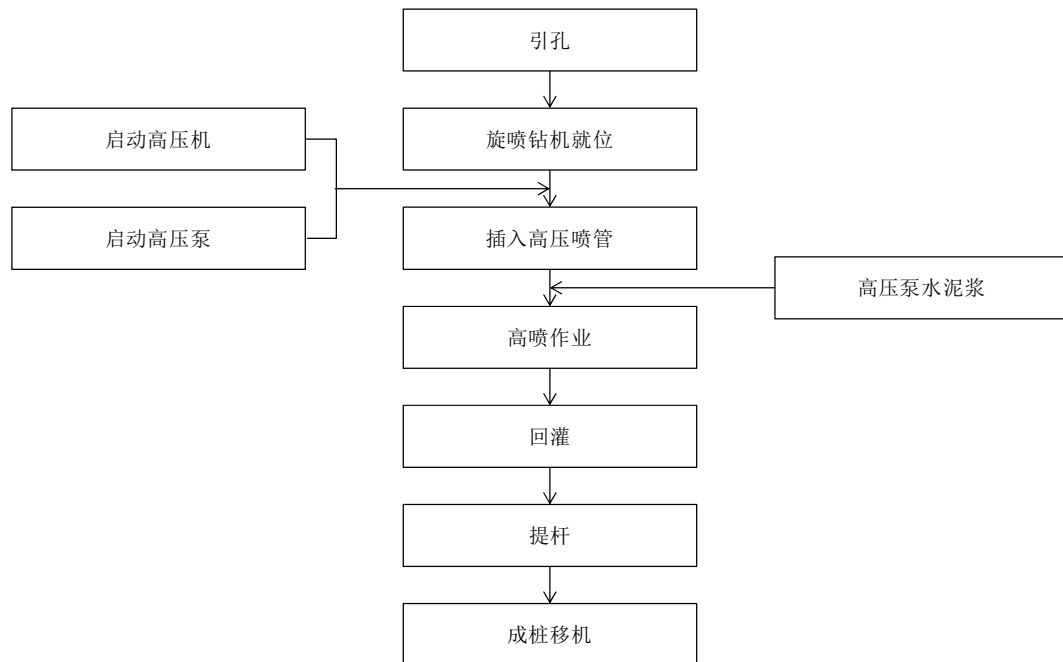 引孔
启动高压机
旋喷钻机就位
启动高压泵
插入高压喷管
高压泵水泥浆
高喷作业
回灌
提杆
成桩移机